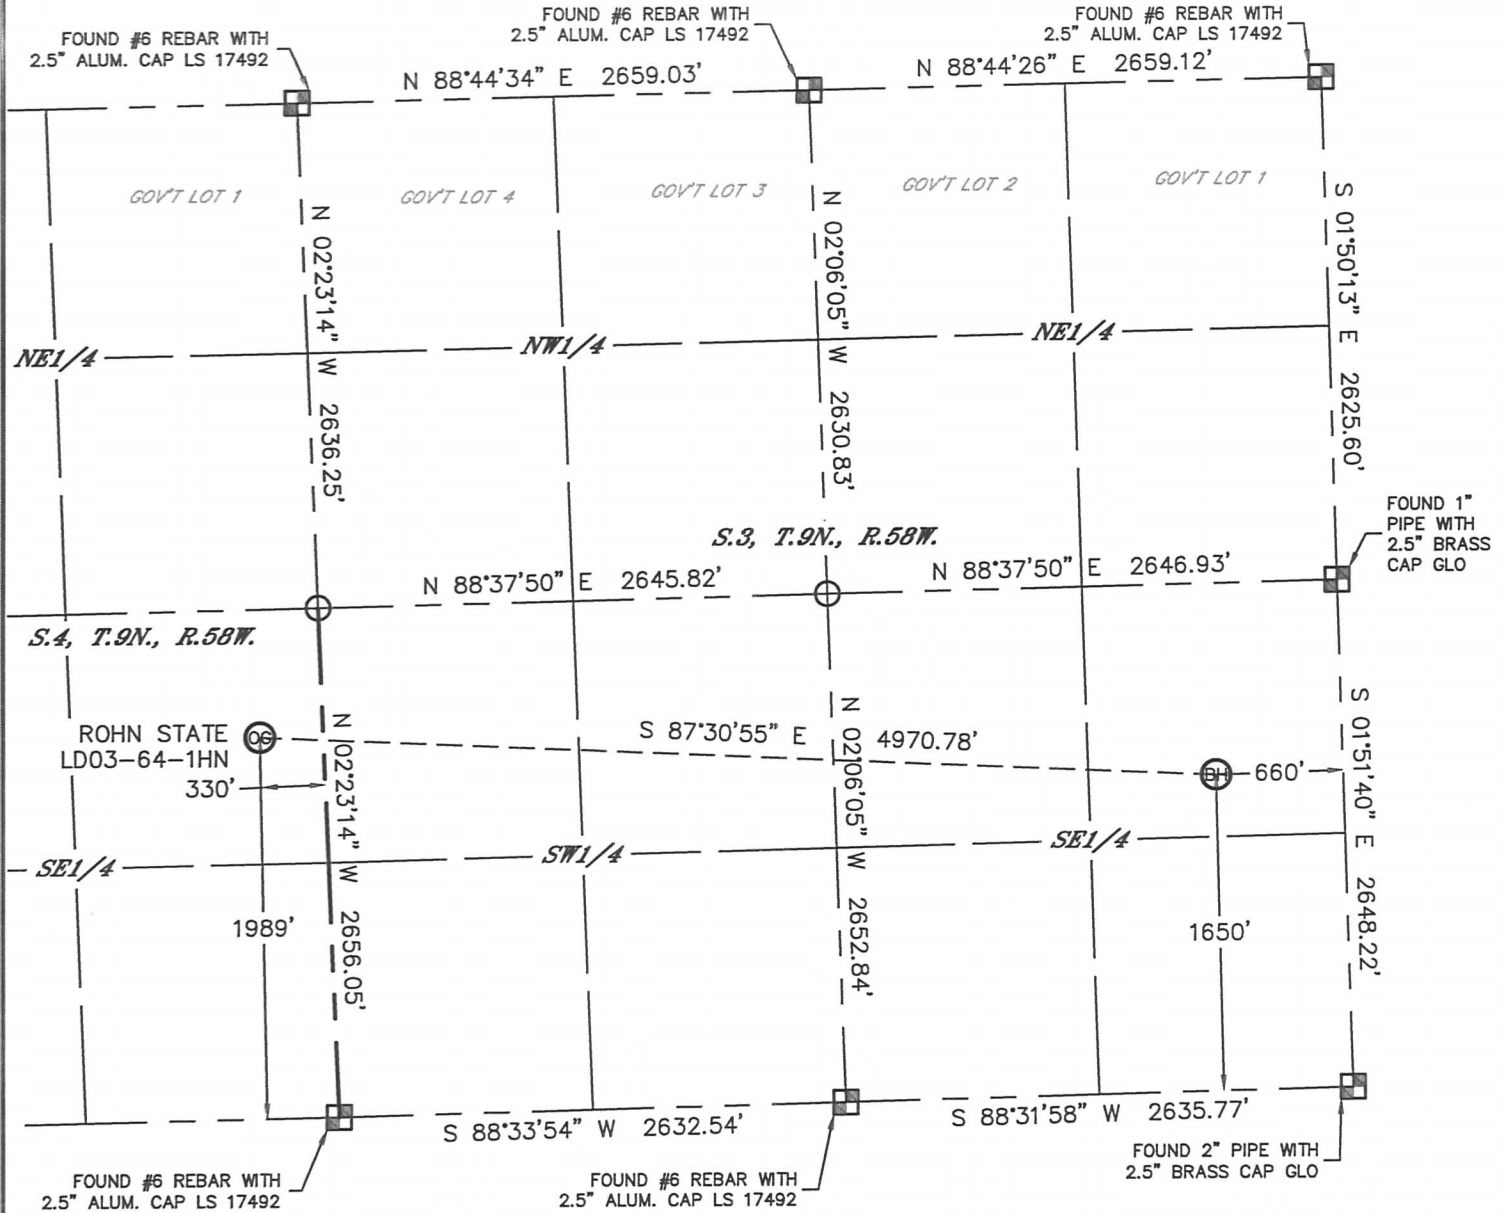 FOUND #6 REBAR WITH
2.5" ALUM. CAP LS 17492
FOUND #6 REBAR WITH
2.5" ALUM. CAP LS 17492
FOUND #6 REBAR WITH
2.5" ALUM. CAP LS 17492
N 88°44'34" E 2659.03'
N 88°44'26" E 2659.12'
GOV'T LOT 1
GOV'T LOT 4
GOV'T LOT 3
GOV'T LOT 2
GOV'T LOT 1
N 02°23'14" W 2636.25'
N 02°06'05" W 2630.83'
S 01°50'13" E 2625.60'
NE1/4
NW1/4
NE1/4
FOUND 1"
PIPE WITH
2.5" BRASS
CAP GLO
S.3, T.9N., R.58W.
N 88°37'50" E 2645.82'
N 88°37'50" E 2646.93'
S.4, T.9N., R.58W.
ROHN STATE
LD03-64-1HN
OG
330'
N 02°23'14" W 2656.05'
S 87°30'55" E 4970.78'
N 02°06'05" W 2652.84'
BH
660'
S 01°51'40" E 2648.22'
SE1/4
SW1/4
SE1/4
1989'
1650'
S 88°33'54" W 2632.54'
S 88°31'58" W 2635.77'
FOUND #6 REBAR WITH
2.5" ALUM. CAP LS 17492
FOUND #6 REBAR WITH
2.5" ALUM. CAP LS 17492
FOUND 2" PIPE WITH
2.5" BRASS CAP GLO